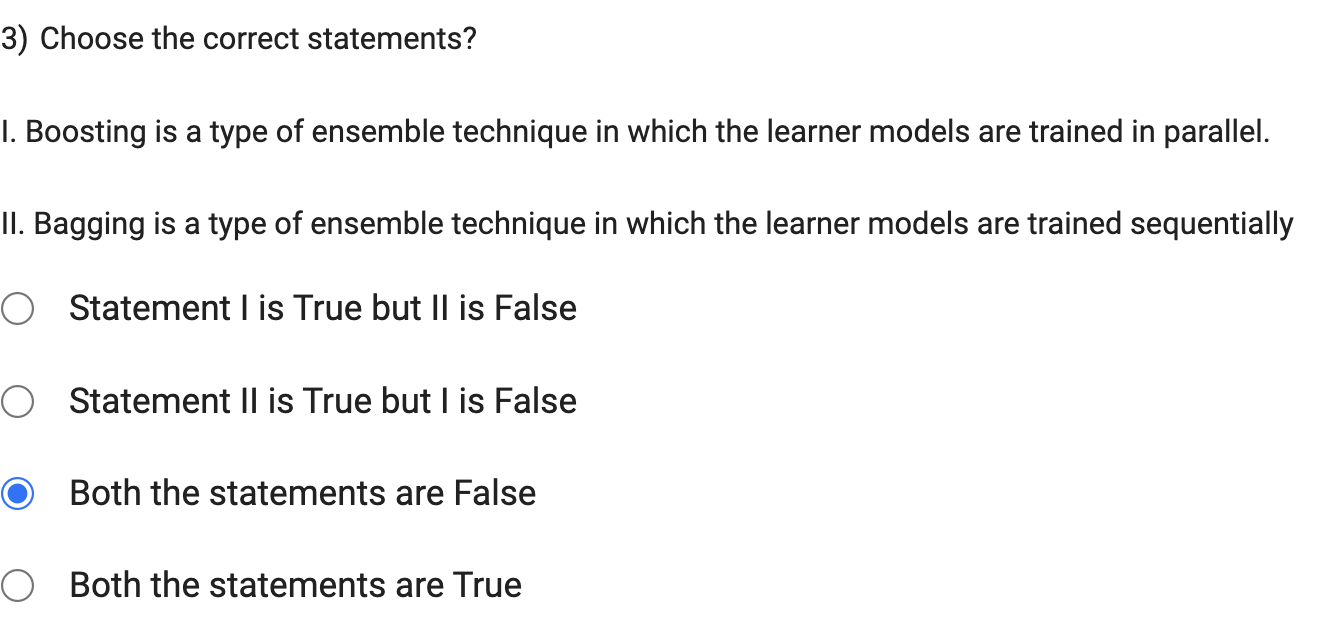 3) Choose the correct statements?
I. Boosting is a type of ensemble technique in which the learner models are trained in parallel.
II. Bagging is a type of ensemble technique in which the learner models are trained sequentially
Statement I is True but II is False
Statement II is True but I is False
Both the statements are False
Both the statements are True